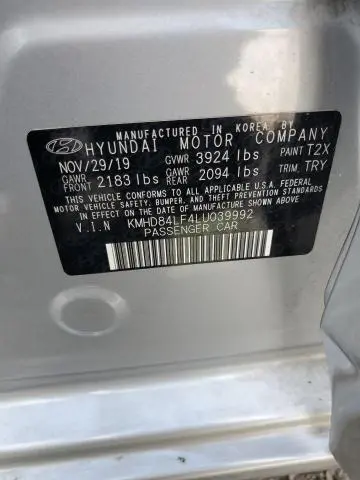 MANUFACTURED IN KOREA BY
HYUNDAI MOTOR COMPANY
NOV/29/19 GVWR 3924 lbs PAINT T2X
GAWR FRONT 2183 lbs GAWR REAR 2094 lbs TRIM TRY
THIS VEHICLE CONFORMS TO ALL APPLICABLE U.S.A. FEDERAL
MOTOR VEHICLE SAFETY, BUMPER, AND THEFT PREVENTION
STANDARDS IN EFFECT ON THE DATE OF MANUFACTURE SHOWN ABOVE.
V.I.N KMHD84LF4LU039992
PASSENGER CAR